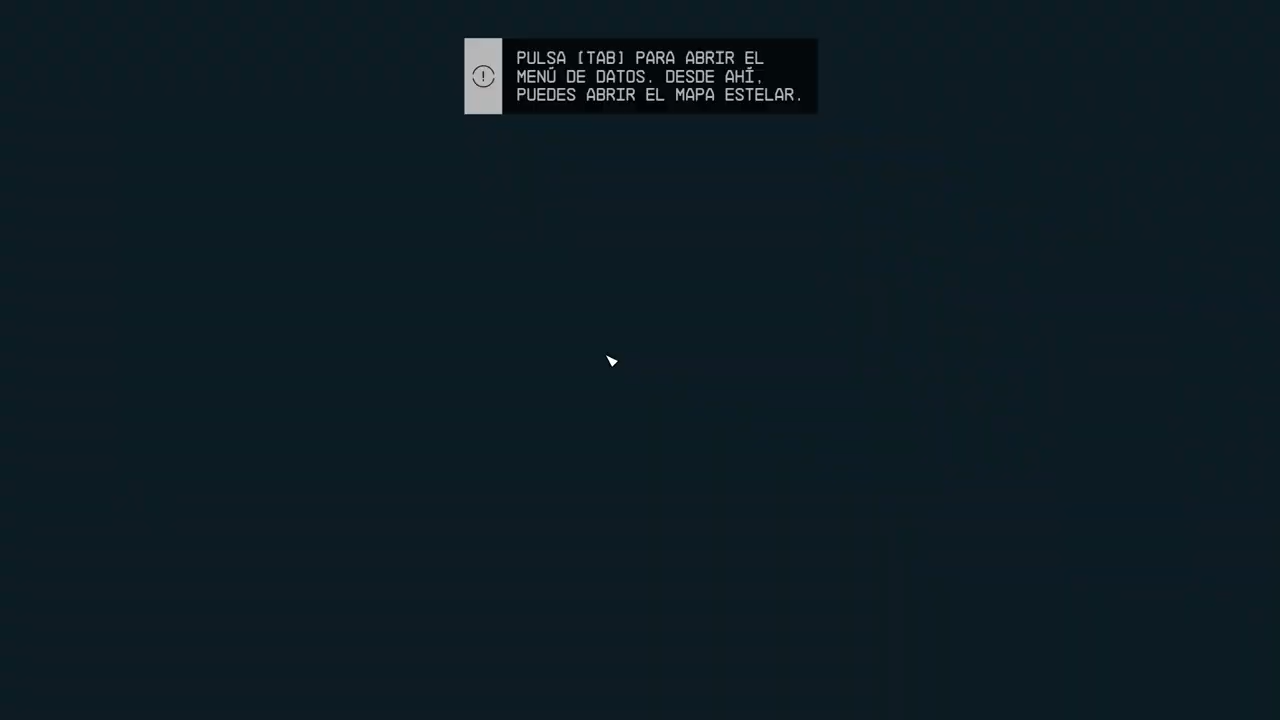 PULSA [TAB] PARA ABRIR EL
MENÚ DE DATOS. DESDE AHÍ,
PUEDES ABRIR EL MAPA ESTELAR.